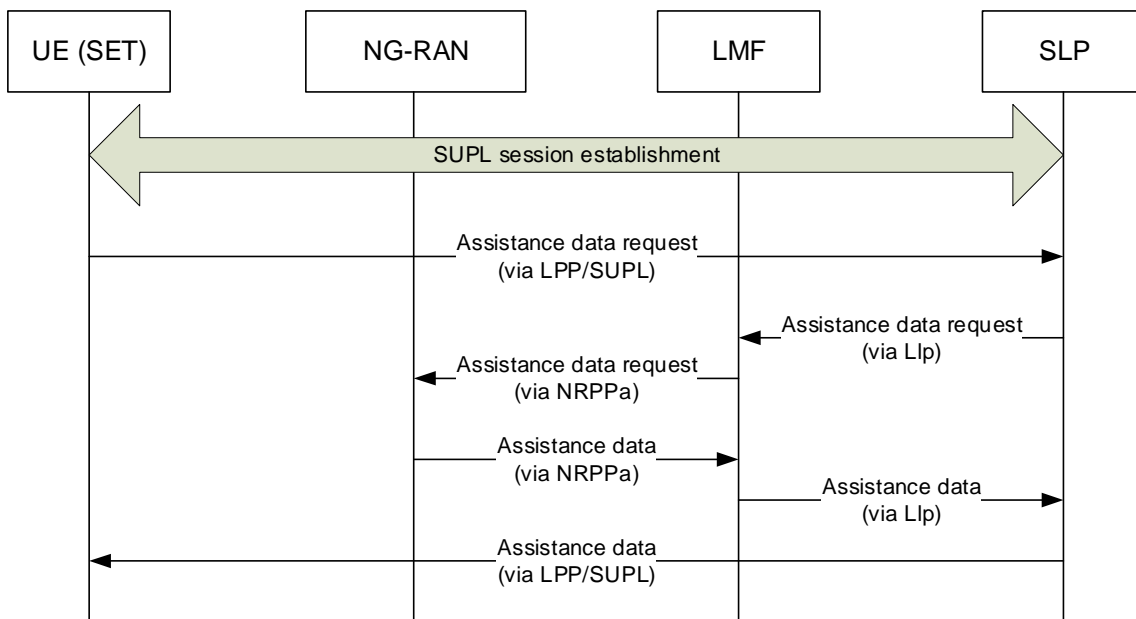 UE (SET)
NG-RAN
LMF
SLP
SUPL session establishment
Assistance data request
(via LPP/SUPL)
Assistance data request
(via Llp)
Assistance data request
(via NRPPa)
Assistance data
(via NRPPa)
Assistance data
(via Llp)
Assistance data
(via LPP/SUPL)